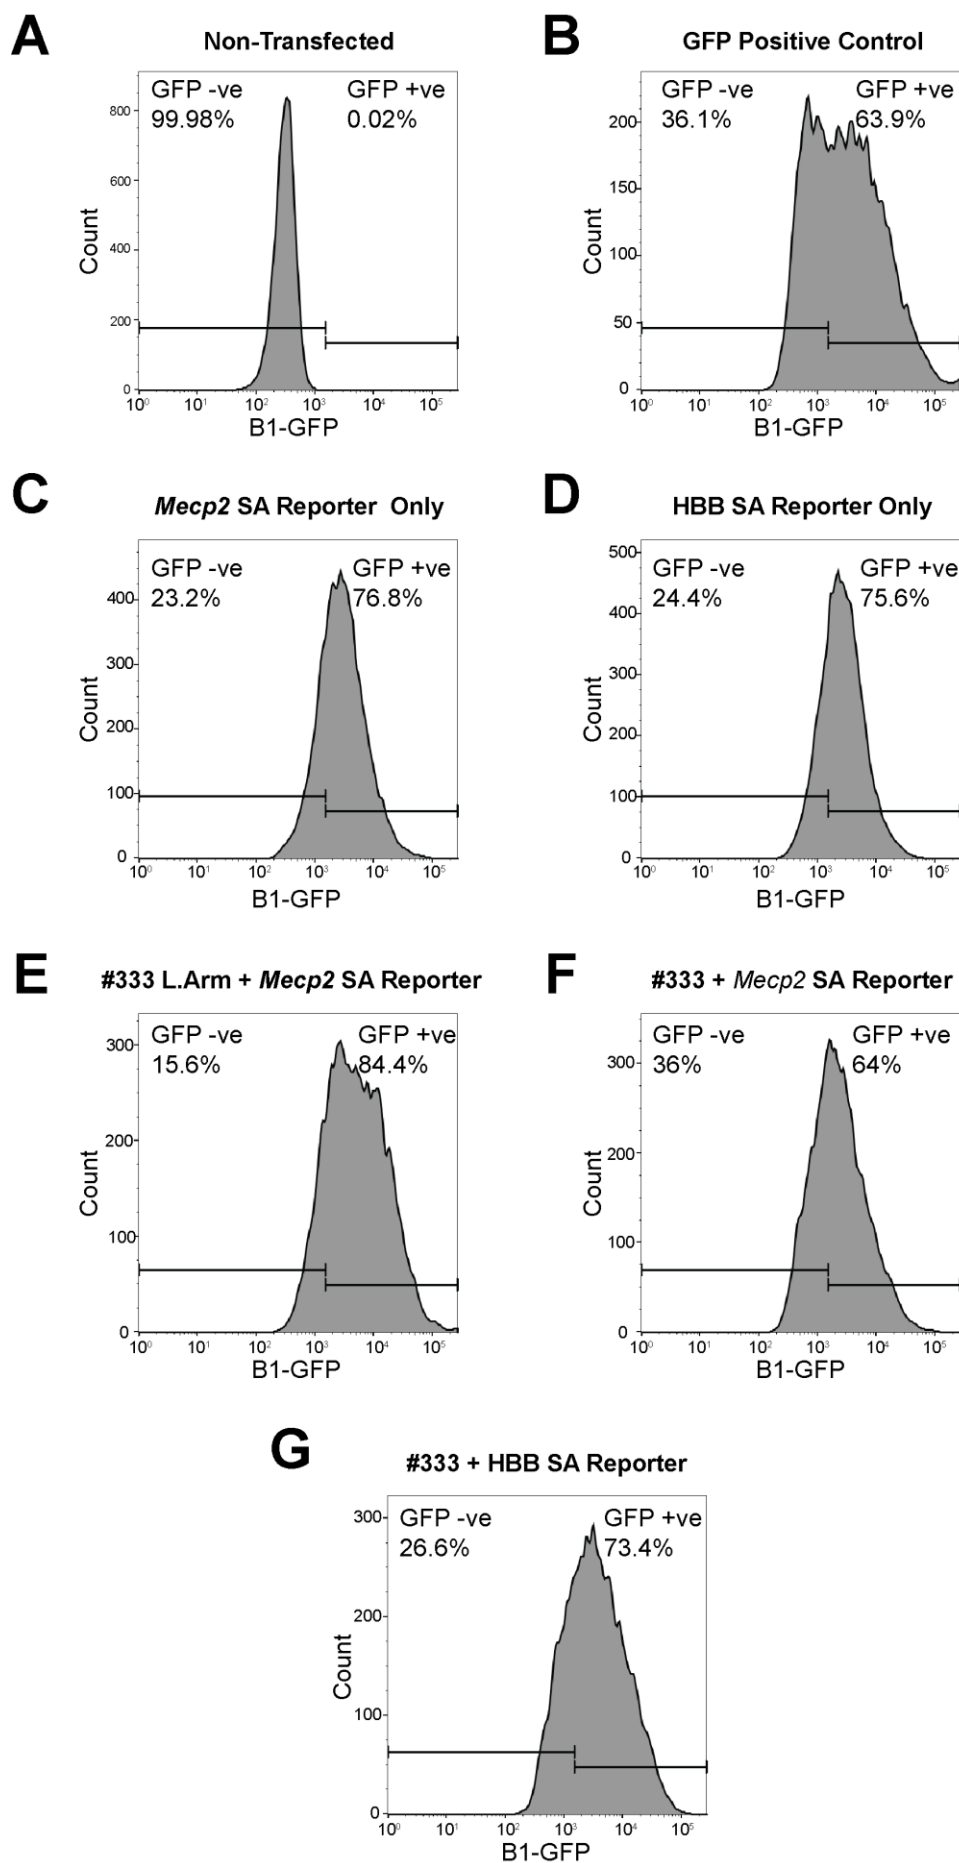 A
Non-Transfected
GFP -ve
99.98%
GFP +ve
0.02%
800
600
400
200
0
Count
10⁰ 10¹ 10² 10³ 10⁴ 10⁵
B1-GFP
B
GFP Positive Control
GFP -ve
36.1%
GFP +ve
63.9%
200
150
100
50
0
Count
10⁰ 10¹ 10² 10³ 10⁴ 10⁵
B1-GFP
C
Mecp2 SA Reporter Only
GFP -ve
23.2%
GFP +ve
76.8%
400
300
200
100
0
Count
10⁰ 10¹ 10² 10³ 10⁴ 10⁵
B1-GFP
D
HBB SA Reporter Only
GFP -ve
24.4%
GFP +ve
75.6%
500
400
300
200
100
0
Count
10⁰ 10¹ 10² 10³ 10⁴ 10⁵
B1-GFP
E
#333 L.Arm + Mecp2 SA Reporter
GFP -ve
15.6%
GFP +ve
84.4%
300
200
100
0
Count
10⁰ 10¹ 10² 10³ 10⁴ 10⁵
B1-GFP
F
#333 + Mecp2 SA Reporter
GFP -ve
36%
GFP +ve
64%
300
200
100
0
Count
10⁰ 10¹ 10² 10³ 10⁴ 10⁵
B1-GFP
G
#333 + HBB SA Reporter
GFP -ve
26.6%
GFP +ve
73.4%
300
200
100
0
Count
10⁰ 10¹ 10² 10³ 10⁴ 10⁵
B1-GFP